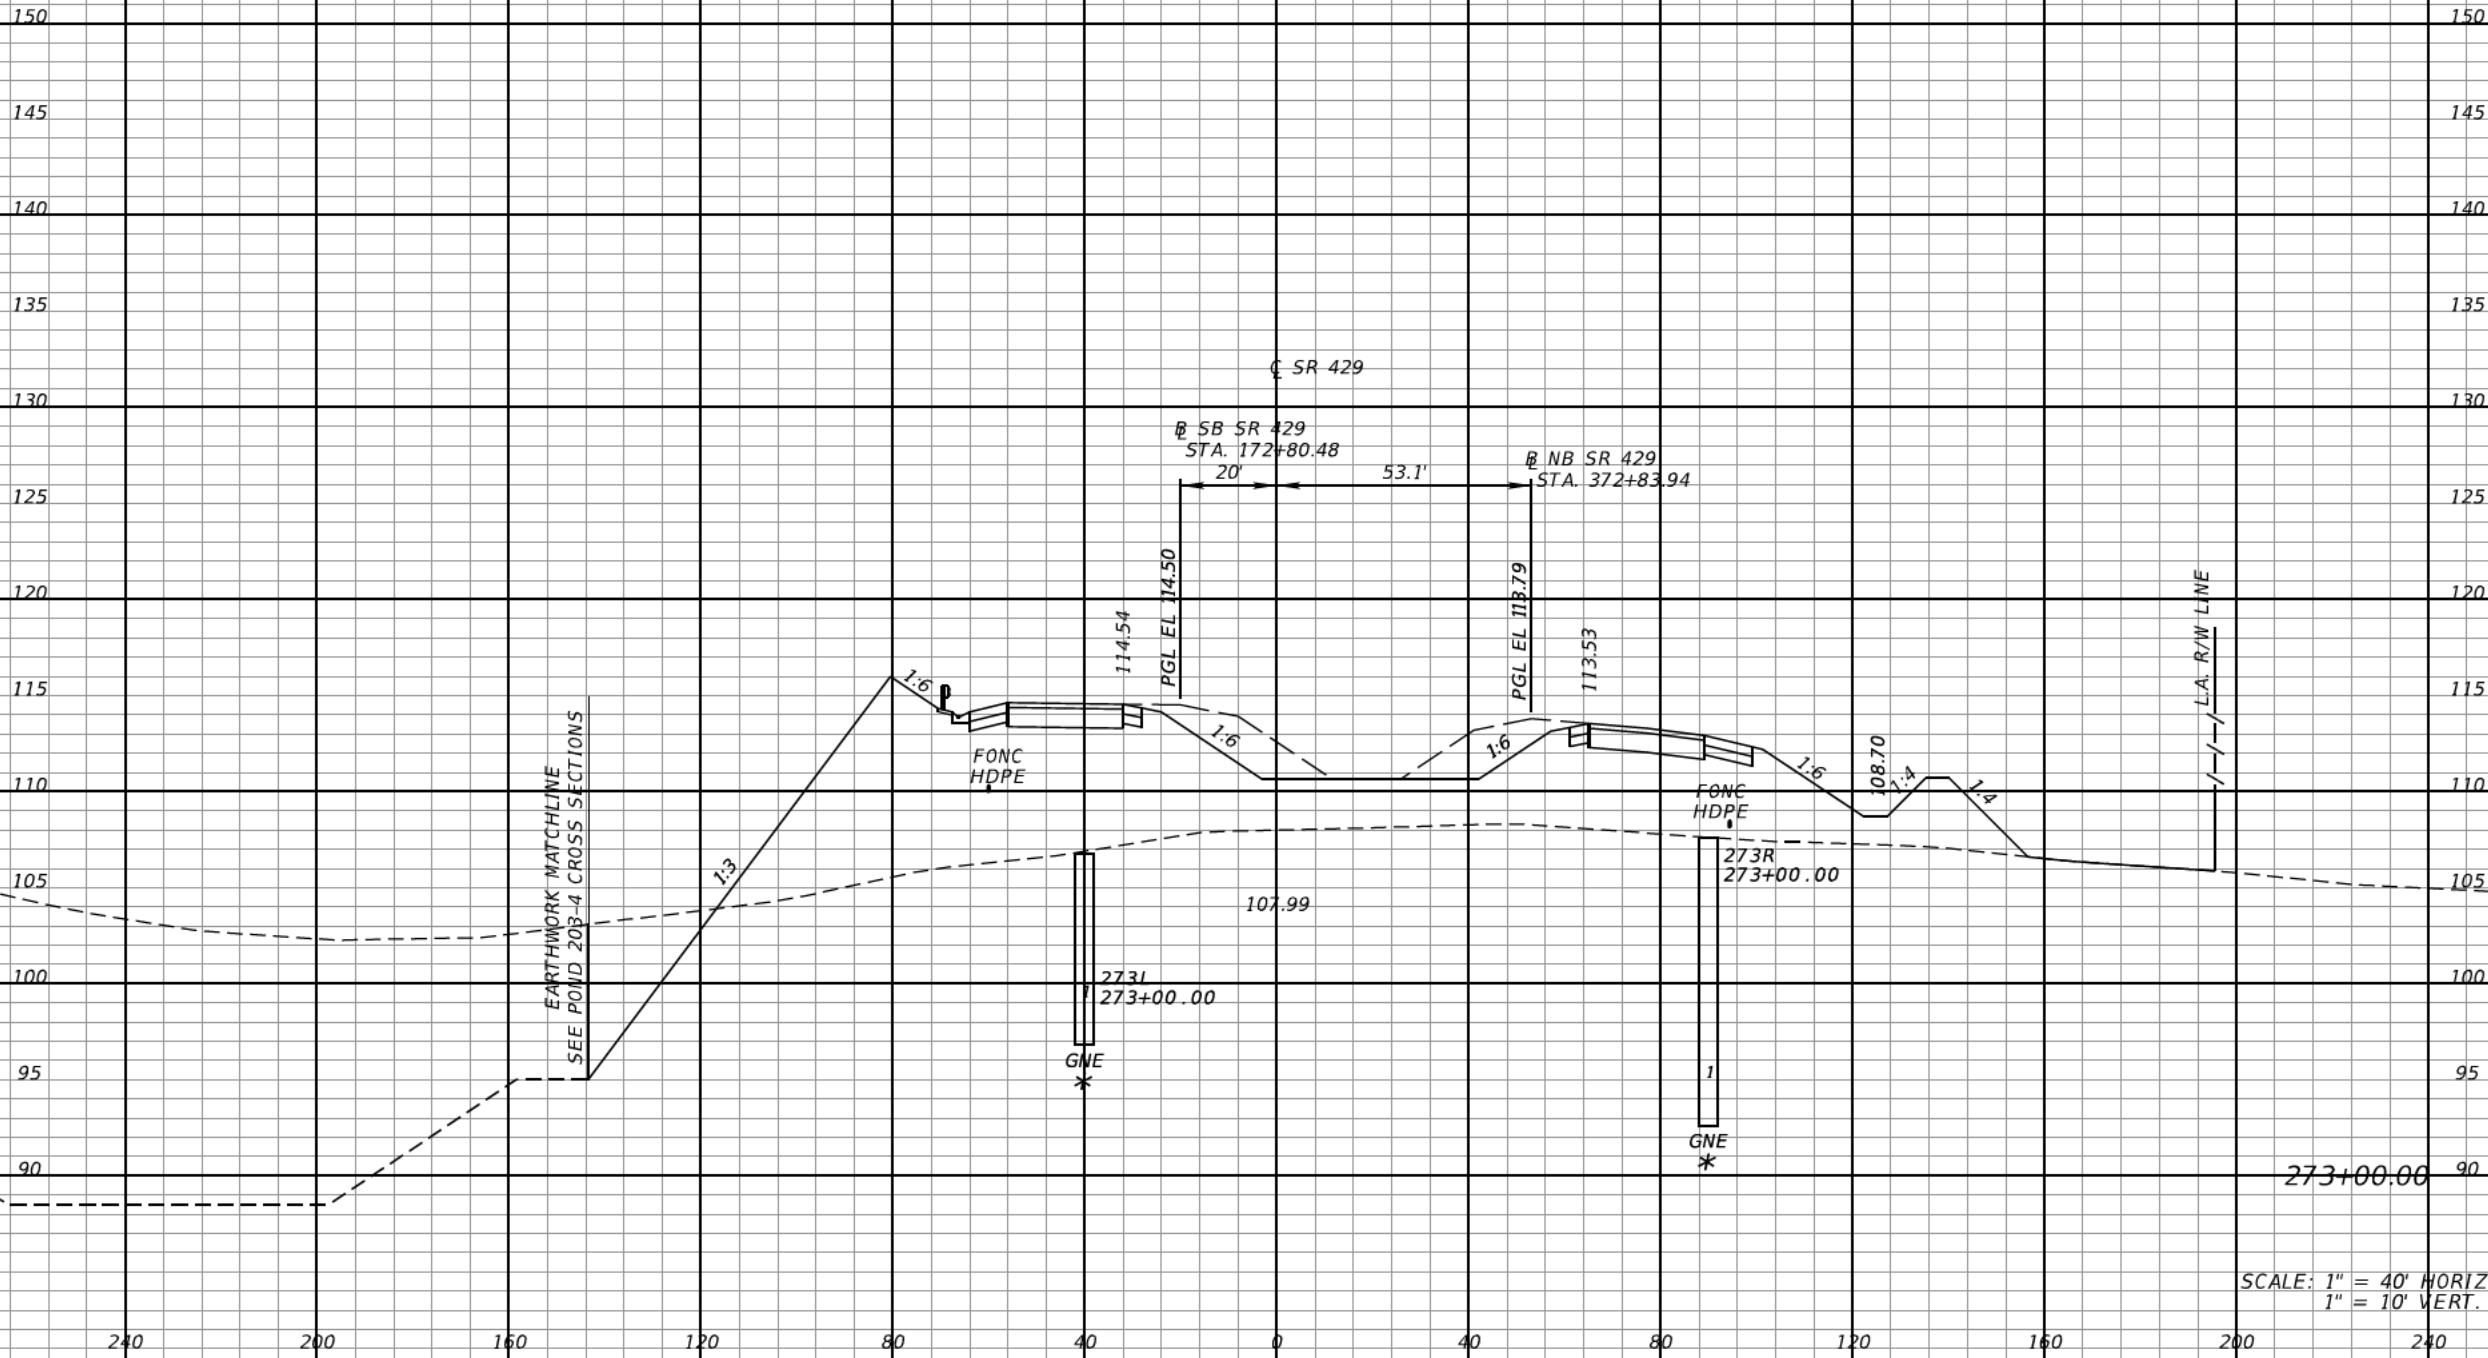 150 150
145 145
140 140
135 135
℄ SR 429
130 130
℄ SB SR 429
STA. 172+80.48
20'
53.1'
℄ NB SR 429
STA. 372+83.94
125 125
120 120
114.54
PGL EL 114.50
PGL EL 113.79
113.53
L.A. R/W LINE
115 115
1:6
1:6
1:6
1:6
108.70
1:4
1:4
FONC
HDPE
FONC
HDPE
110 110
EARTHWORK MATCHLINE
SEE POND 203-4 CROSS SECTIONS
1:3
273R
273+00.00
105 105
107.99
100 100
1
273L
273+00.00
GNE
*
95 95
1
GNE
*
90 90
273+00.00
SCALE: 1" = 40' HORIZ
1" = 10' VERT.
240 200 160 120 80 40 0 40 80 120 160 200 240